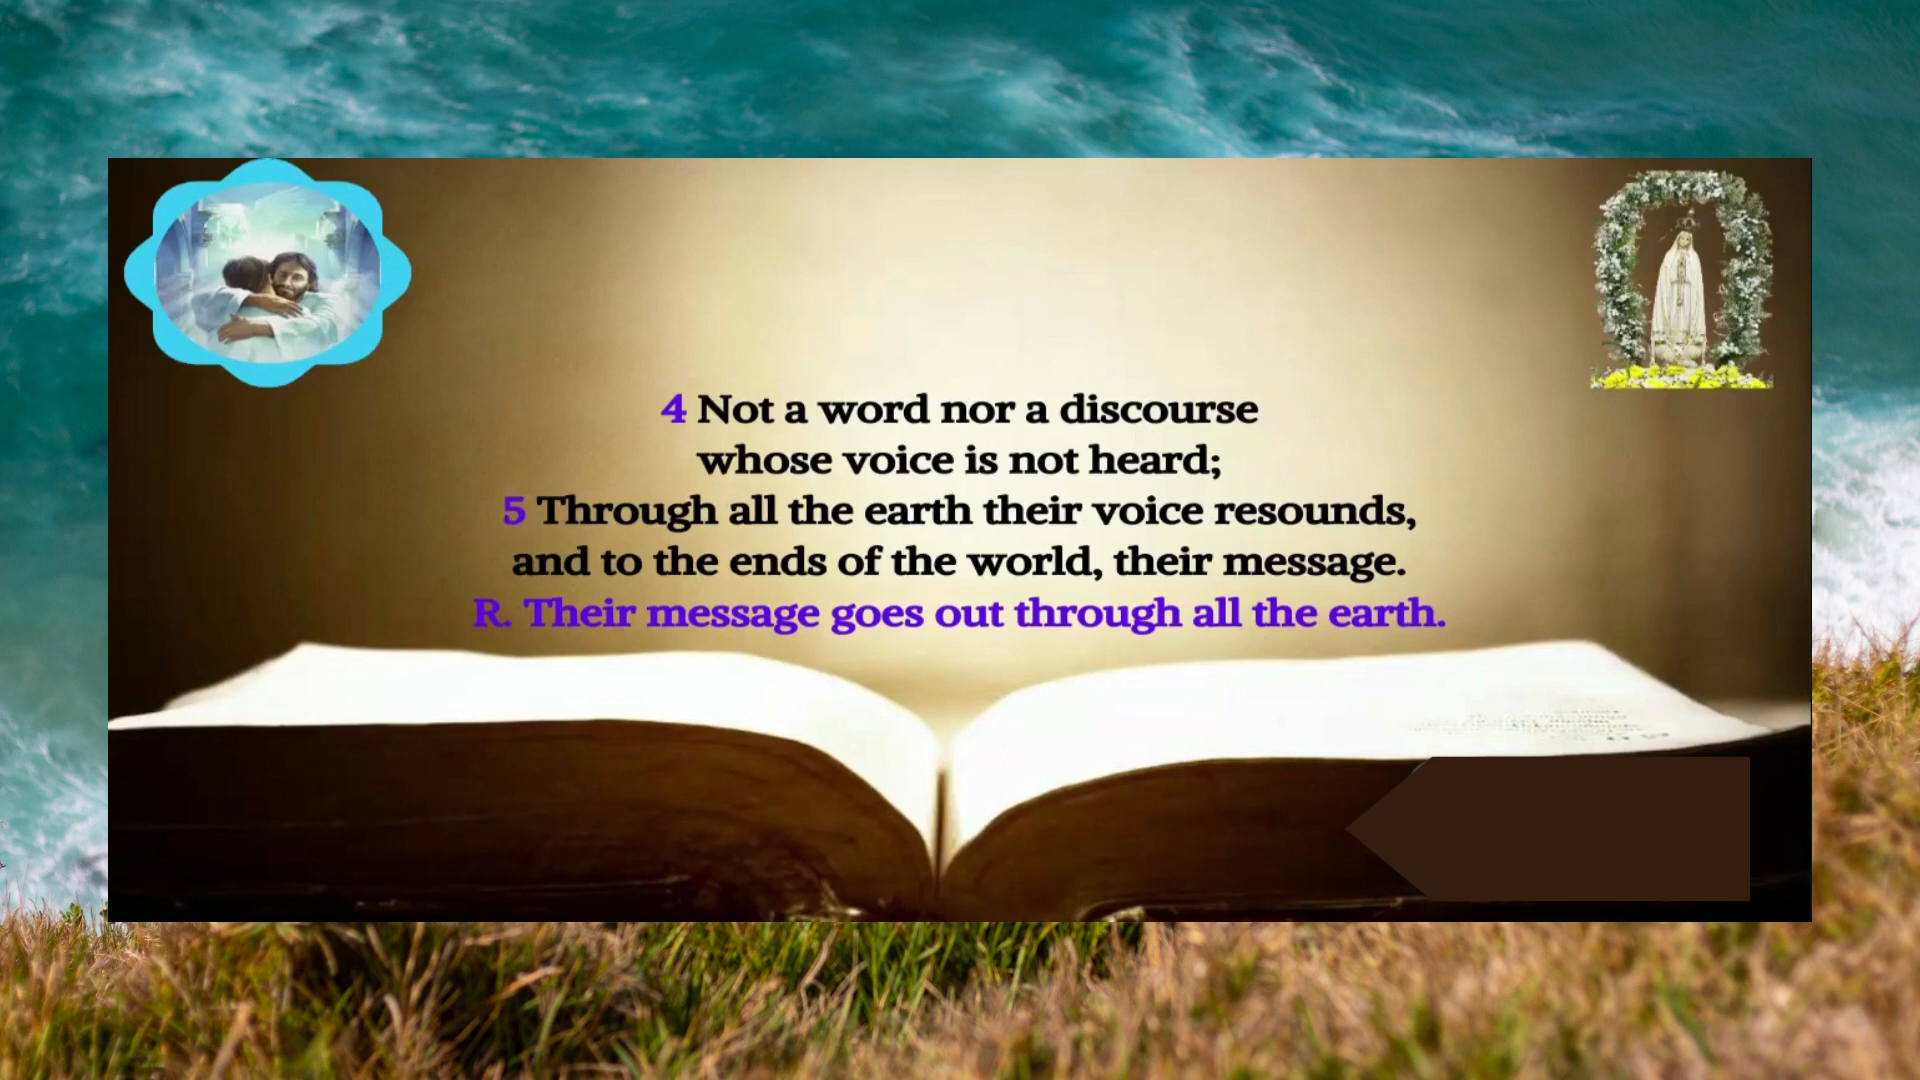 4 Not a word nor a discourse
whose voice is not heard;
5 Through all the earth their voice resounds,
and to the ends of the world, their message.
R. Their message goes out through all the earth.